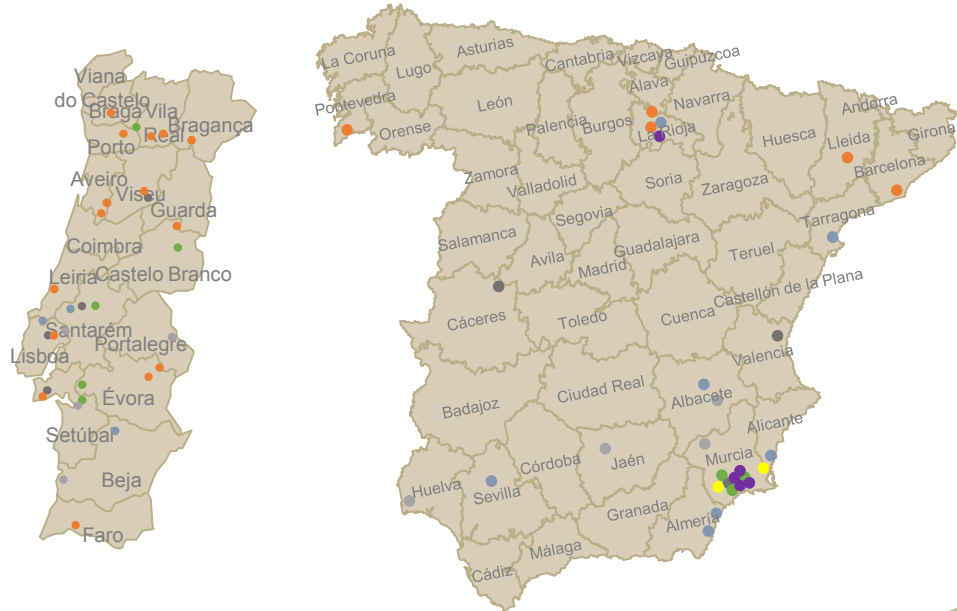 Viana
do Castelo
Braga
Vila
Real
Bragança
Porto
Aveiro
Viseu
Guarda
Coimbra
Castelo Branco
Leiria
Santarém
Lisboa
Portalegre
Évora
Setúbal
Beja
Faro
La Coruna
Lugo
Asturias
Cantabria
Vizcaya
Guipúzcoa
Alava
Navarra
Pontevedra
Orense
León
Palencia
Burgos
La Rioja
Huesca
Andorra
Lleida
Girona
Barcelona
Zamora
Valladolid
Soria
Zaragoza
Tarragona
Segovia
Salamanca
Avila
Madrid
Guadalajara
Teruel
Castellón de la Plana
Cáceres
Toledo
Cuenca
Valencia
Badajoz
Ciudad Real
Albacete
Alicante
Murcia
Huelva
Sevilla
Córdoba
Jaén
Granada
Almería
Málaga
Cádiz